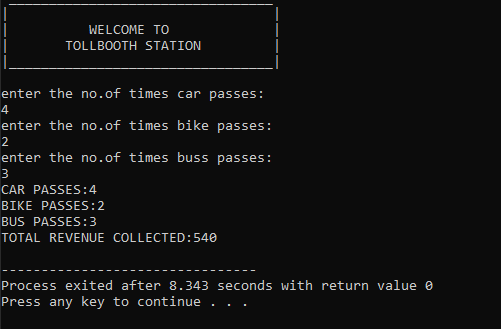 WELCOME TO
TOLLBOOTH STATION
enter the no.of times car passes:
4
enter the no.of times bike passes:
2
enter the no.of times buss passes:
3
CAR PASSES:4
BIKE PASSES:2
BUS PASSES:3
TOTAL REVENUE COLLECTED:540
--------------------------------
Process exited after 8.343 seconds with return value 0
Press any key to continue . . .